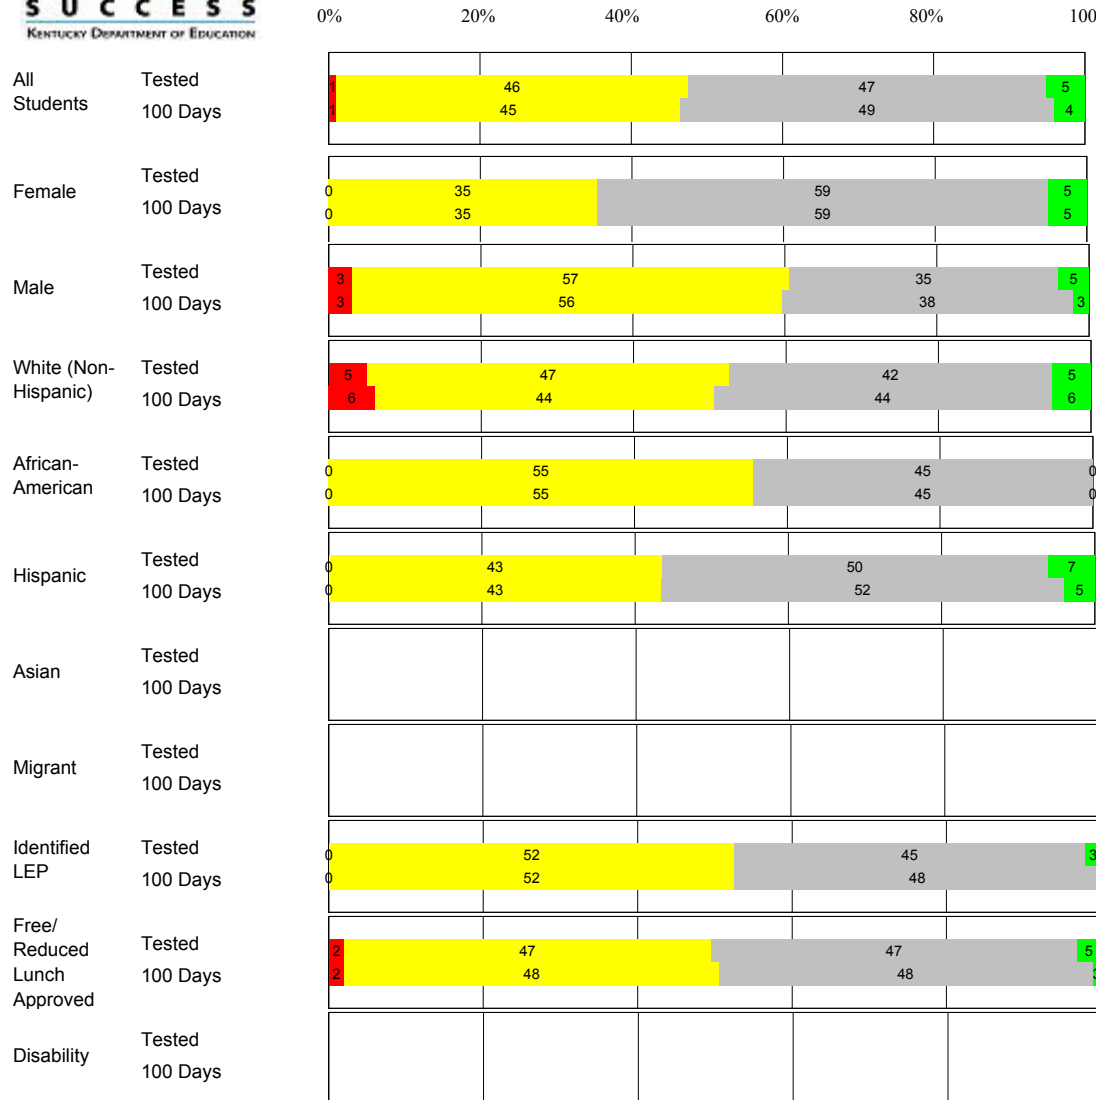 S U C C E S S
KENTUCKY DEPARTMENT OF EDUCATION
0% 20% 40% 60% 80% 100
All Students
Tested 1 46 47 5
100 Days 1 45 49 4
Female
Tested 0 35 59 5
100 Days 0 35 59 5
Male
Tested 3 57 35 5
100 Days 3 56 38 3
White (Non-
Hispanic)
Tested 5 47 42 5
100 Days 6 44 44 6
African-
American
Tested 0 55 45 0
100 Days 0 55 45 0
Hispanic
Tested 0 43 50 7
100 Days 0 43 52 5
Asian
Tested
100 Days
Migrant
Tested
100 Days
Identified
LEP
Tested 0 52 45 3
100 Days 0 52 48
Free/
Reduced
Lunch
Approved
Tested 2 47 47 5
100 Days 2 48 48 3
Disability
Tested
100 Days